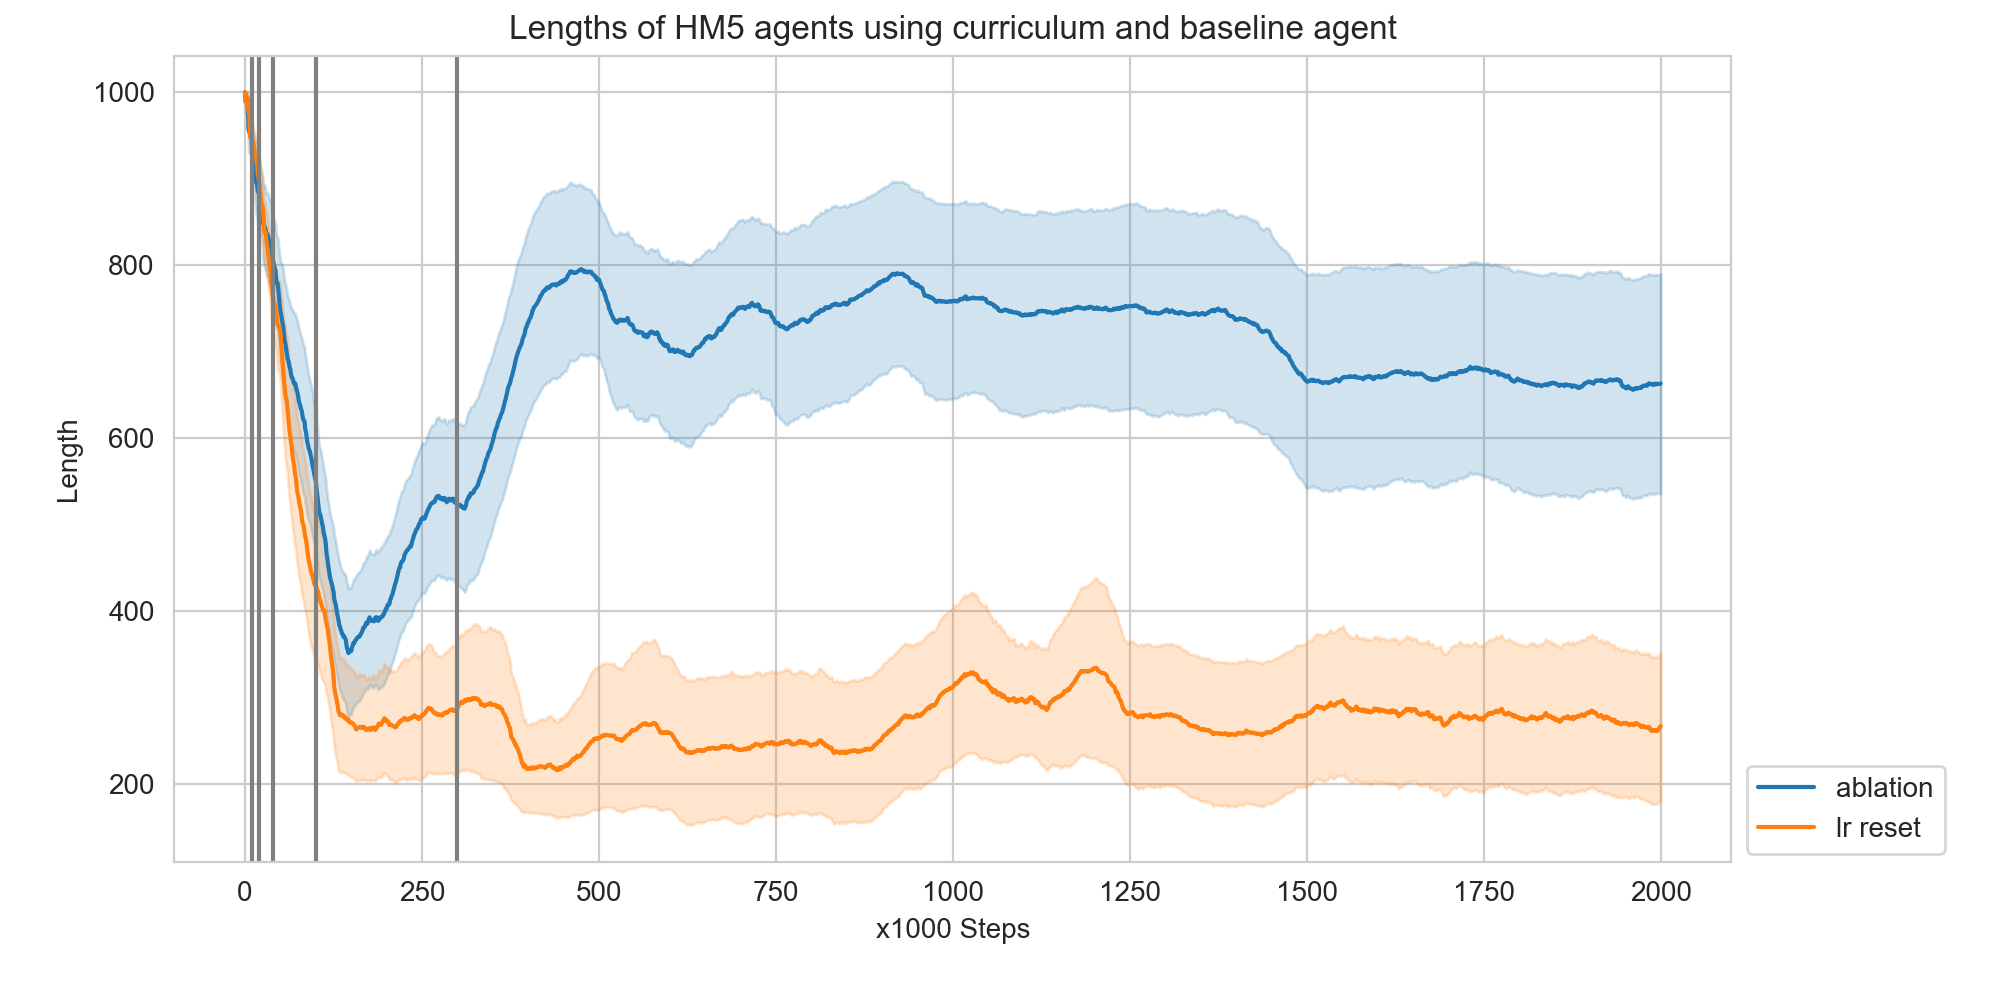 Lengths of HM5 agents using curriculum and baseline agent
1000
800
600
400
200
Length
0 250 500 750 1000 1250 1500 1750 2000
x1000 Steps
ablation
lr reset